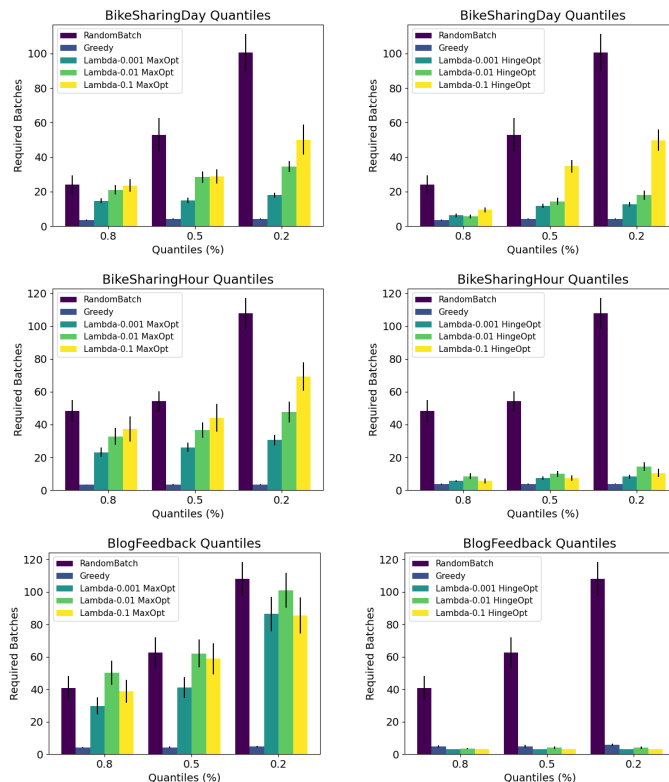 BikeSharingDay Quantiles
Required Batches
100
80
60
40
20
0
RandomBatch
Greedy
Lambda-0.001 MaxOpt
Lambda-0.01 MaxOpt
Lambda-0.1 MaxOpt
0.8 0.5 0.2
Quantiles (%)
BikeSharingDay Quantiles
Required Batches
100
80
60
40
20
0
RandomBatch
Greedy
Lambda-0.001 HingeOpt
Lambda-0.01 HingeOpt
Lambda-0.1 HingeOpt
0.8 0.5 0.2
Quantiles (%)
BikeSharingHour Quantiles
Required Batches
120
100
80
60
40
20
0
RandomBatch
Greedy
Lambda-0.001 MaxOpt
Lambda-0.01 MaxOpt
Lambda-0.1 MaxOpt
0.8 0.5 0.2
Quantiles (%)
BikeSharingHour Quantiles
Required Batches
120
100
80
60
40
20
0
RandomBatch
Greedy
Lambda-0.001 HingeOpt
Lambda-0.01 HingeOpt
Lambda-0.1 HingeOpt
0.8 0.5 0.2
Quantiles (%)
BlogFeedback Quantiles
Required Batches
120
100
80
60
40
20
0
RandomBatch
Greedy
Lambda-0.001 MaxOpt
Lambda-0.01 MaxOpt
Lambda-0.1 MaxOpt
0.8 0.5 0.2
Quantiles (%)
BlogFeedback Quantiles
Required Batches
120
100
80
60
40
20
0
RandomBatch
Greedy
Lambda-0.001 HingeOpt
Lambda-0.01 HingeOpt
Lambda-0.1 HingeOpt
0.8 0.5 0.2
Quantiles (%)